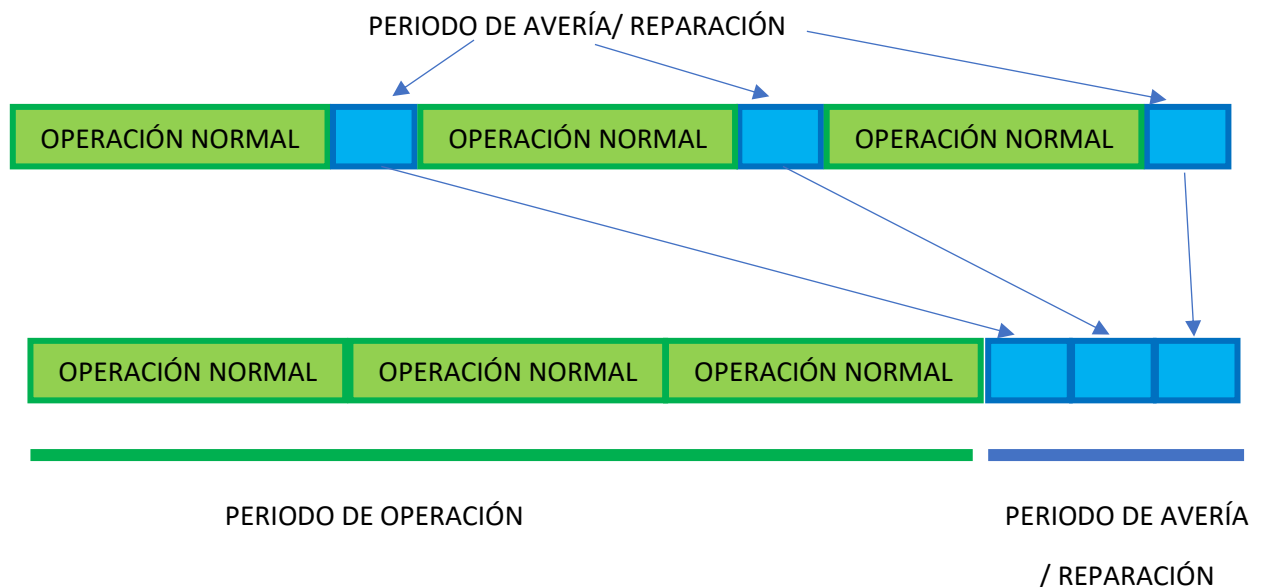 PERIODO DE AVERÍA/ REPARACIÓN
OPERACIÓN NORMAL
OPERACIÓN NORMAL
OPERACIÓN NORMAL
OPERACIÓN NORMAL
OPERACIÓN NORMAL
OPERACIÓN NORMAL
PERIODO DE OPERACIÓN
PERIODO DE AVERÍA
/ REPARACIÓN